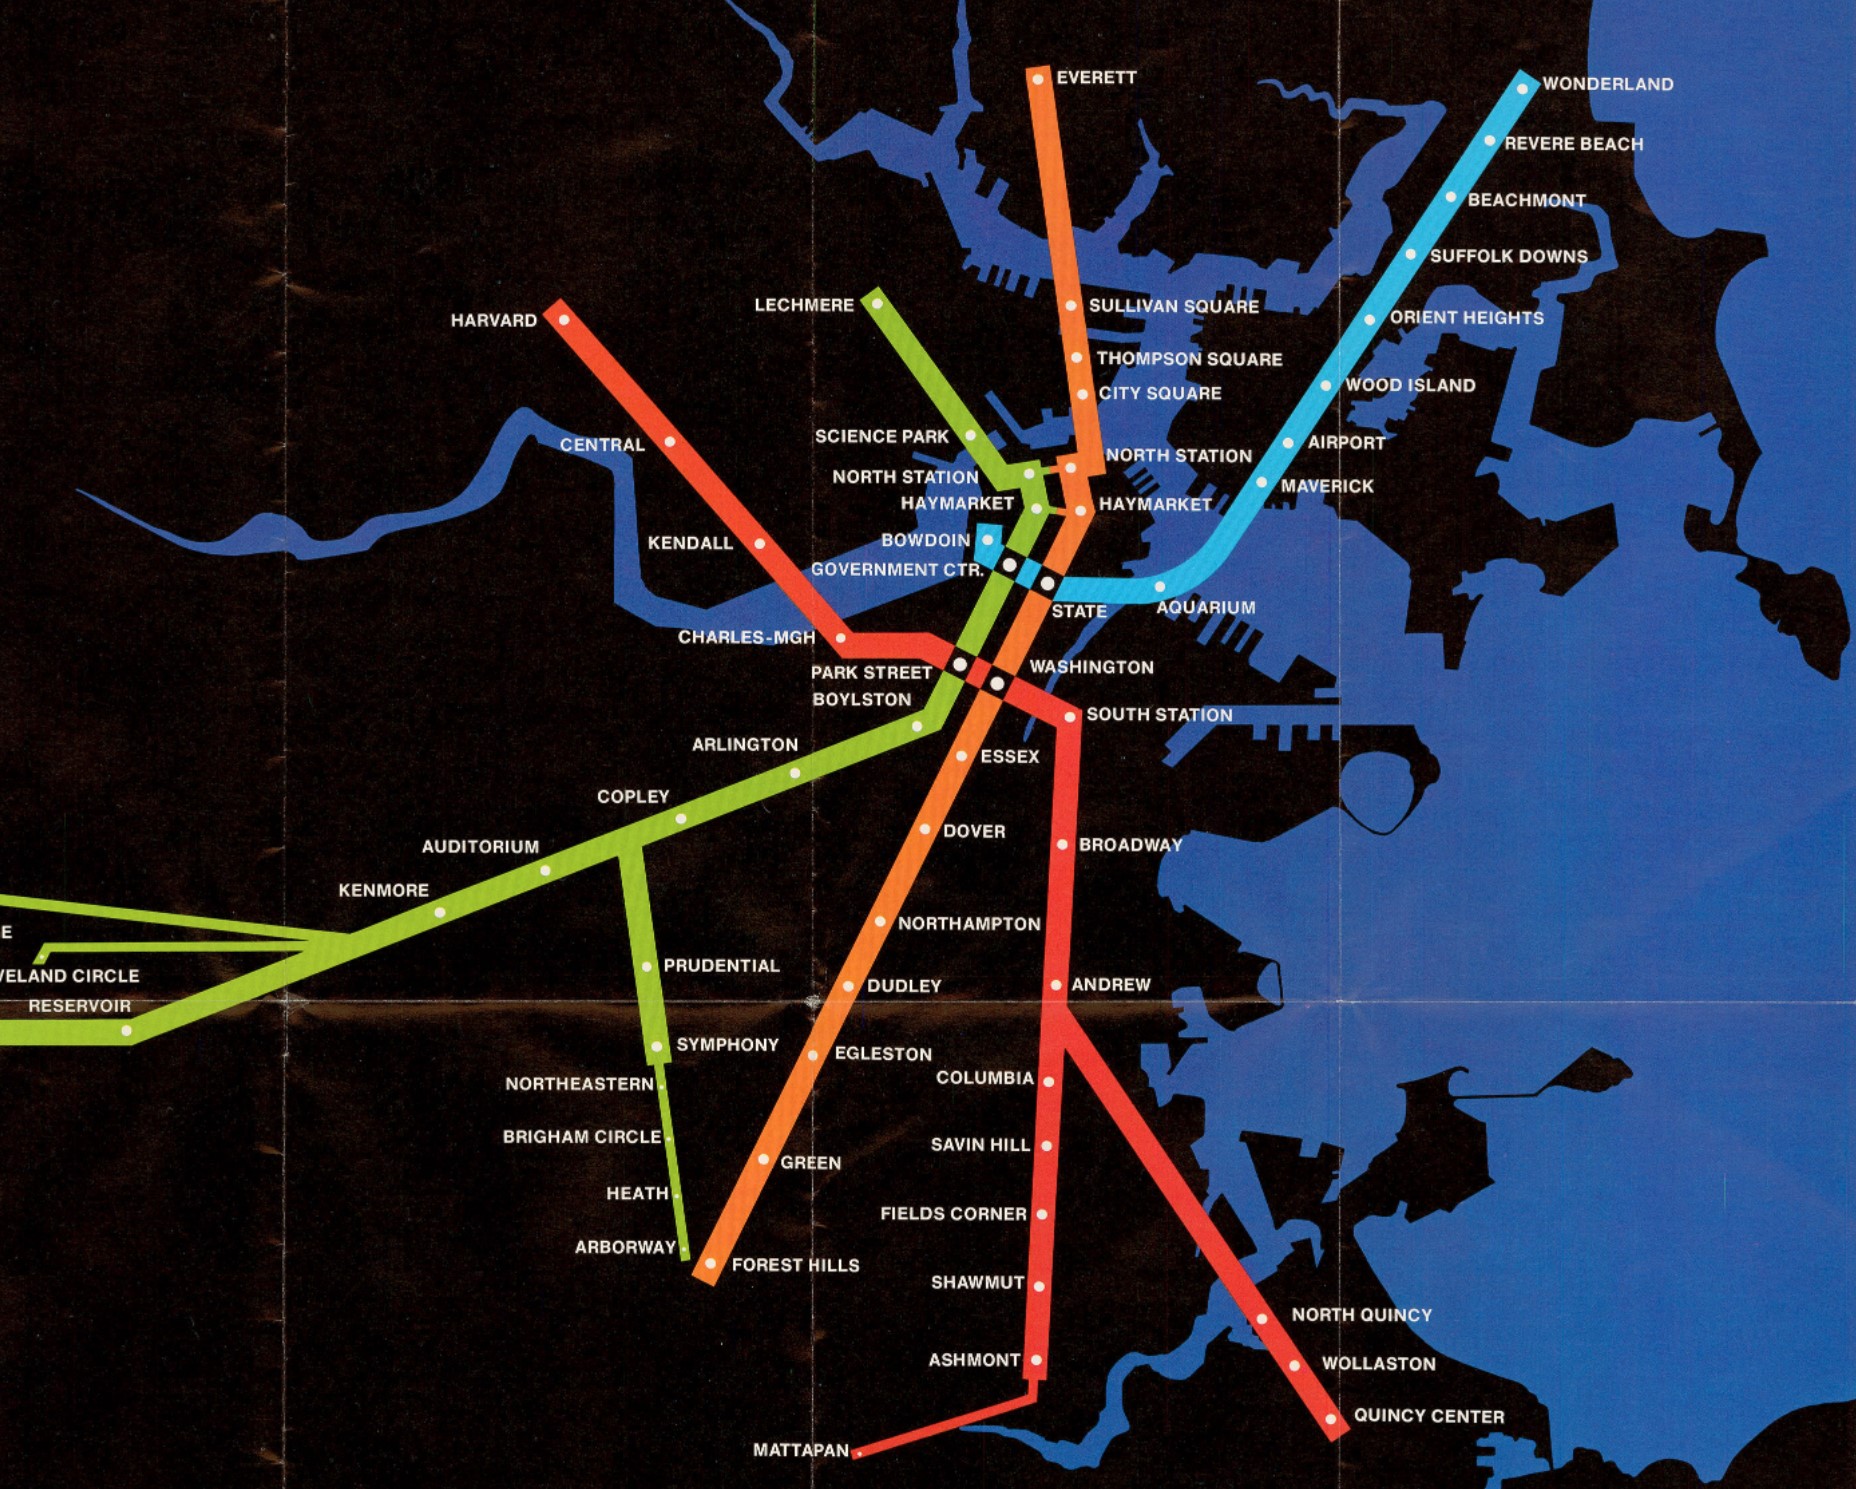 EVERETT
WONDERLAND
REVERE BEACH
BEACHMONT
SUFFOLK DOWNS
HARVARD
LECHMERE
SULLIVAN SQUARE
ORIENT HEIGHTS
THOMPSON SQUARE
CITY SQUARE
WOOD ISLAND
CENTRAL
SCIENCE PARK
AIRPORT
NORTH STATION
NORTH STATION
MAVERICK
HAYMARKET
HAYMARKET
KENDALL
BOWDOIN
GOVERNMENT CTR.
STATE
AQUARIUM
CHARLES-MGH
PARK STREET
WASHINGTON
BOYLSTON
SOUTH STATION
ARLINGTON
ESSEX
COPLEY
DOVER
AUDITORIUM
BROADWAY
KENMORE
NORTHAMPTON
E
VELAND CIRCLE
PRUDENTIAL
DUDLEY
ANDREW
RESERVOIR
SYMPHONY
EGLESTON
NORTHEASTERN
COLUMBIA
BRIGHAM CIRCLE
SAVIN HILL
GREEN
HEATH
FIELDS CORNER
ARBORWAY
FOREST HILLS
SHAWMUT
NORTH QUINCY
ASHMONT
WOLLASTON
QUINCY CENTER
MATTAPAN